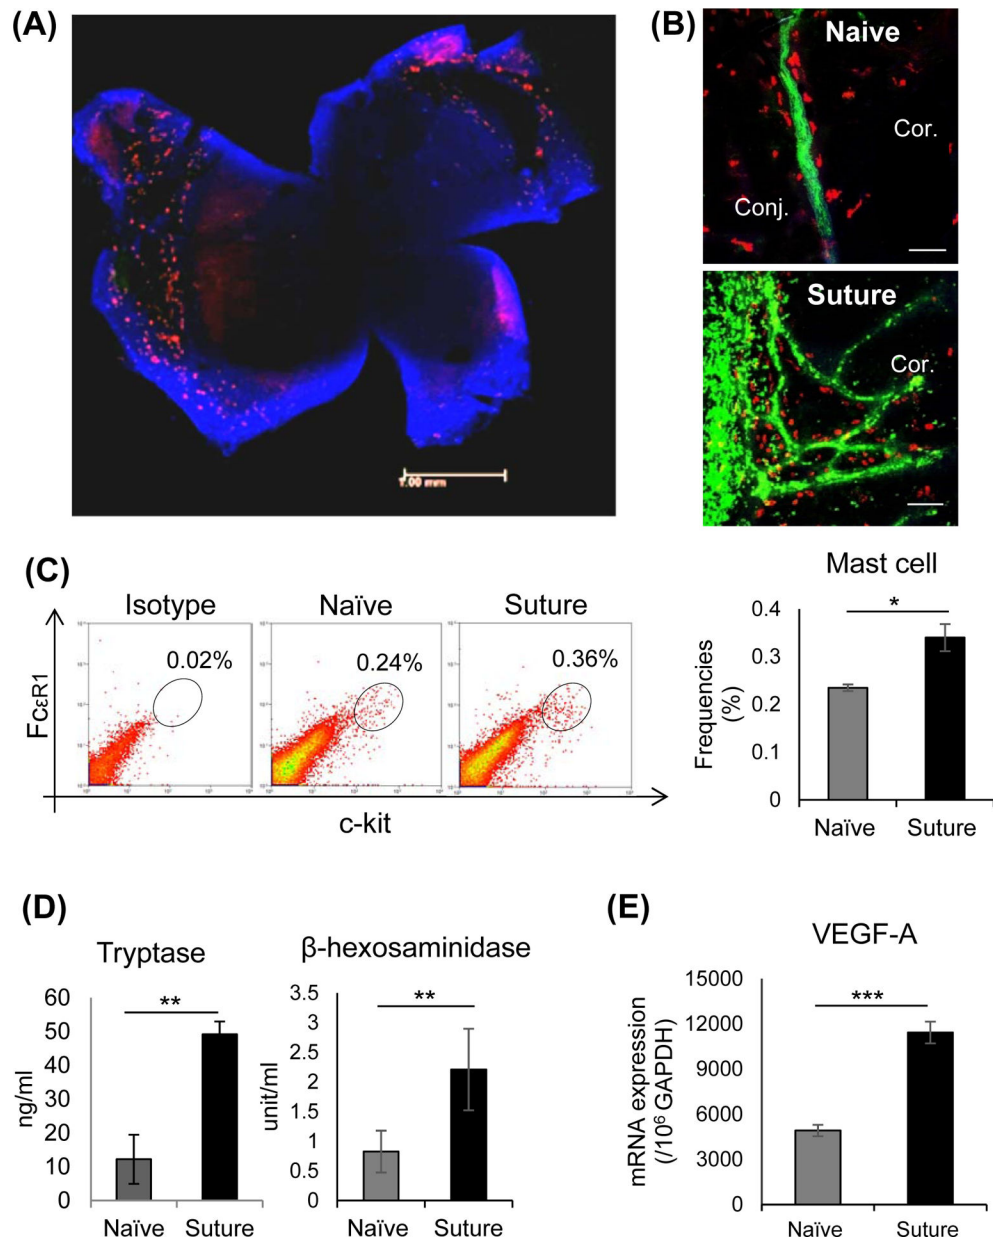 (A)
1.00 mm
(B)
Naive
Cor.
Conj.
Suture
Cor.
(C)
Isotype
Naïve
Suture
0.02%
0.24%
0.36%
FcεR1
c-kit
Mast cell
*
Frequencies
(%)
0.4
0.3
0.2
0.1
0
Naïve
Suture
(D)
Tryptase
**
ng/ml
60
50
40
30
20
10
0
Naïve
Suture
β-hexosaminidase
**
unit/ml
3.5
3
2.5
2
1.5
1
0.5
0
Naïve
Suture
(E)
VEGF-A
***
mRNA expression
(/10⁶ GAPDH)
15000
12000
9000
6000
3000
0
Naïve
Suture